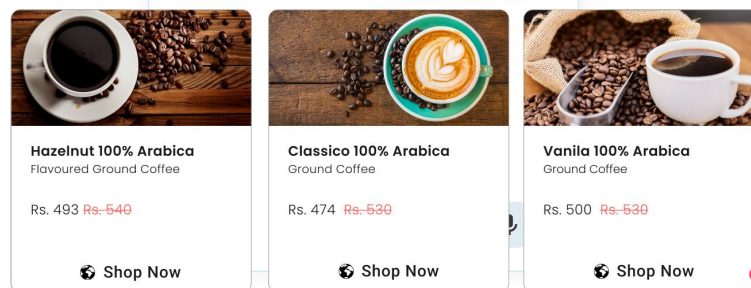 Hazelnut 100% Arabica
Flavoured Ground Coffee
Rs. 493 Rs. 540
Shop Now
Classico 100% Arabica
Ground Coffee
Rs. 474 Rs. 530
Shop Now
Vanila 100% Arabica
Ground Coffee
Rs. 500 Rs. 530
Shop Now